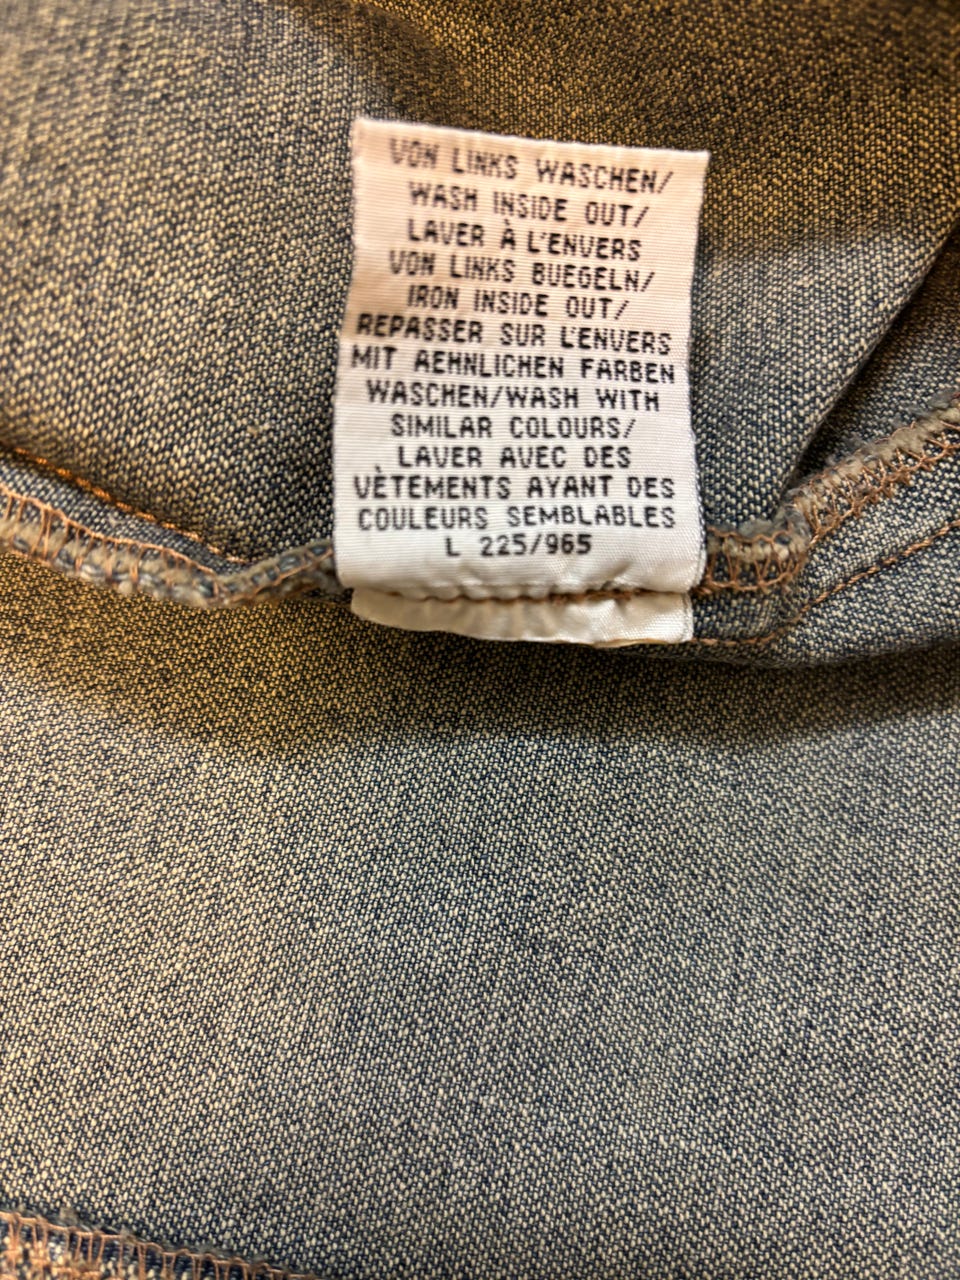 VON LINKS WASCHEN/
WASH INSIDE OUT/
LAVER À L'ENVERS
VON LINKS BUEGELN/
IRON INSIDE OUT/
REPASSER SUR L'ENVERS
MIT AEHNLICHEN FARBEN
WASCHEN/WASH WITH
SIMILAR COLOURS/
LAVER AVEC DES
VÈTEMENTS AYANT DES
COULEURS SEMBLABLES
L 225/965